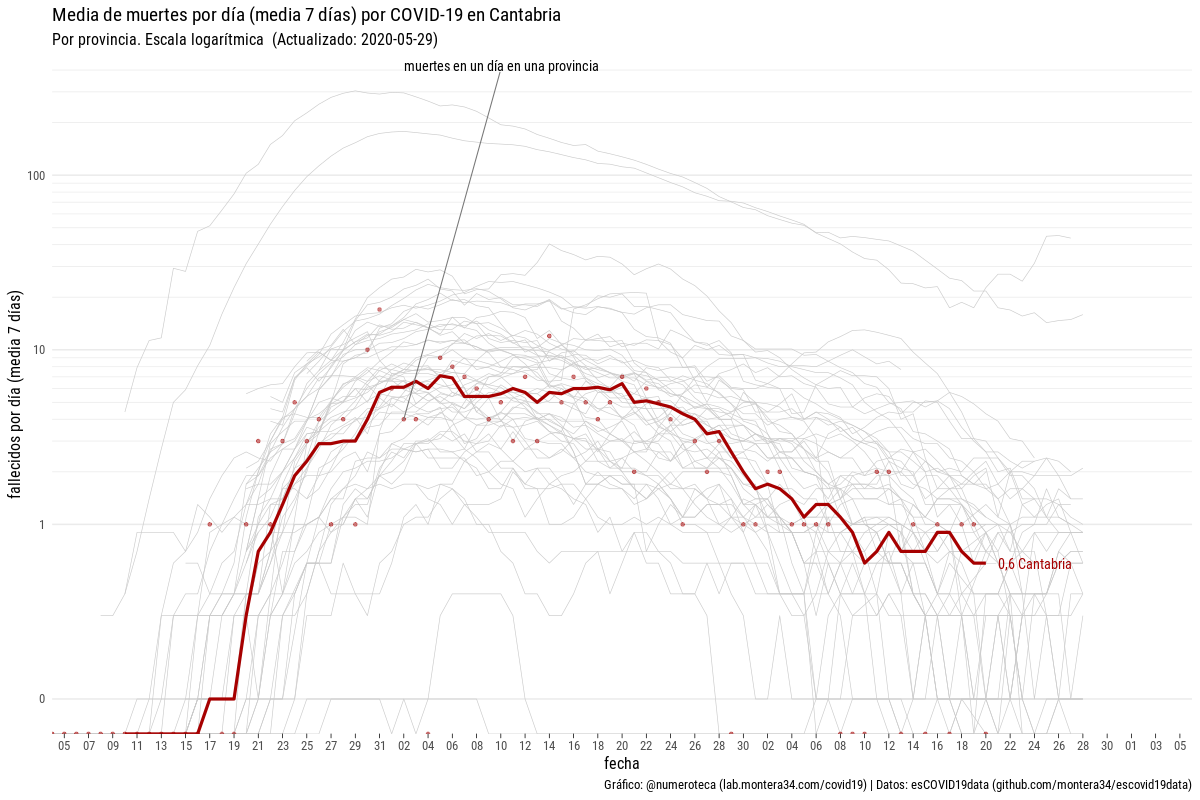 Media de muertes por día (media 7 días) por COVID-19 en Cantabria
Por provincia. Escala logarítmica (Actualizado: 2020-05-29)
muertes en un día en una provincia
fallecidos por día (media 7 días)
100
10
1
0
0,6 Cantabria
05 07 09 11 13 15 17 19 21 23 25 27 29 31 02 04 06 08 10 12 14 16 18 20 22 24 26 28 30 02 04 06 08 10 12 14 16 18 20 22 24 26 28 30 01 03 05
fecha
Gráfico: @numeroteca (lab.montera34.com/covid19) | Datos: esCOVID19data (github.com/montera34/escovid19data)